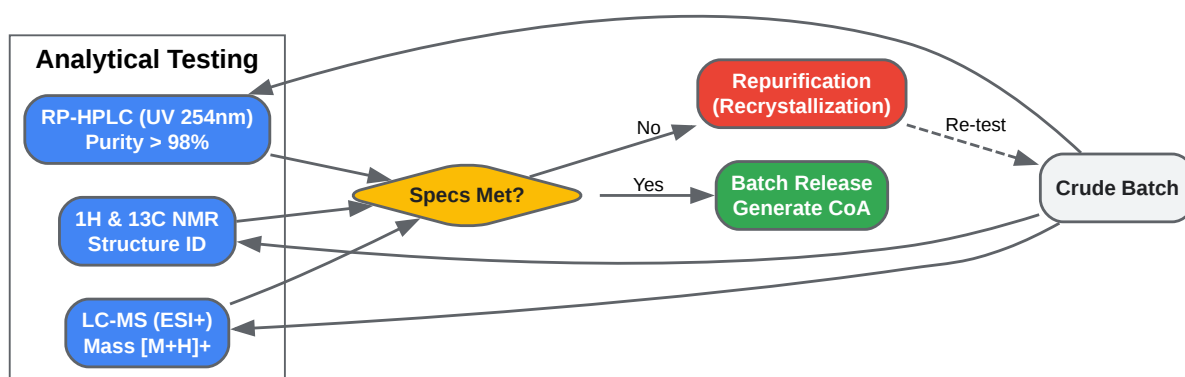 Analytical Testing
RP-HPLC (UV 254nm)
Purity > 98%
1H & 13C NMR
Structure ID
LC-MS (ESI+)
Mass [M+H]+
Specs Met?
No
Yes
Repurification
(Recrystallization)
Batch Release
Generate CoA
Re-test
Crude Batch